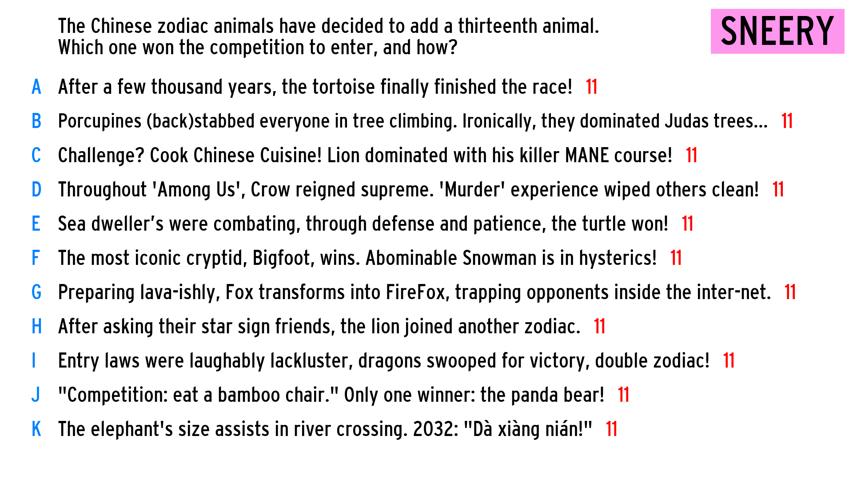 The Chinese zodiac animals have decided to add a thirteenth animal.
Which one won the competition to enter, and how?
SNEERY
A After a few thousand years, the tortoise finally finished the race! 11
B Porcupines (back)stabbed everyone in tree climbing. Ironically, they dominated Judas trees... 11
C Challenge? Cook Chinese Cuisine! Lion dominated with his killer MANE course! 11
D Throughout 'Among Us', Crow reigned supreme. 'Murder' experience wiped others clean! 11
E Sea dweller's were combating, through defense and patience, the turtle won! 11
F The most iconic cryptid, Bigfoot, wins. Abominable Snowman is in hysterics! 11
G Preparing lava-ishly, Fox transforms into FireFox, trapping opponents inside the inter-net. 11
H After asking their star sign friends, the lion joined another zodiac. 11
I Entry laws were laughably lackluster, dragons swooped for victory, double zodiac! 11
J "Competition: eat a bamboo chair." Only one winner: the panda bear! 11
K The elephant's size assists in river crossing. 2032: "Dà xiàng nián!" 11